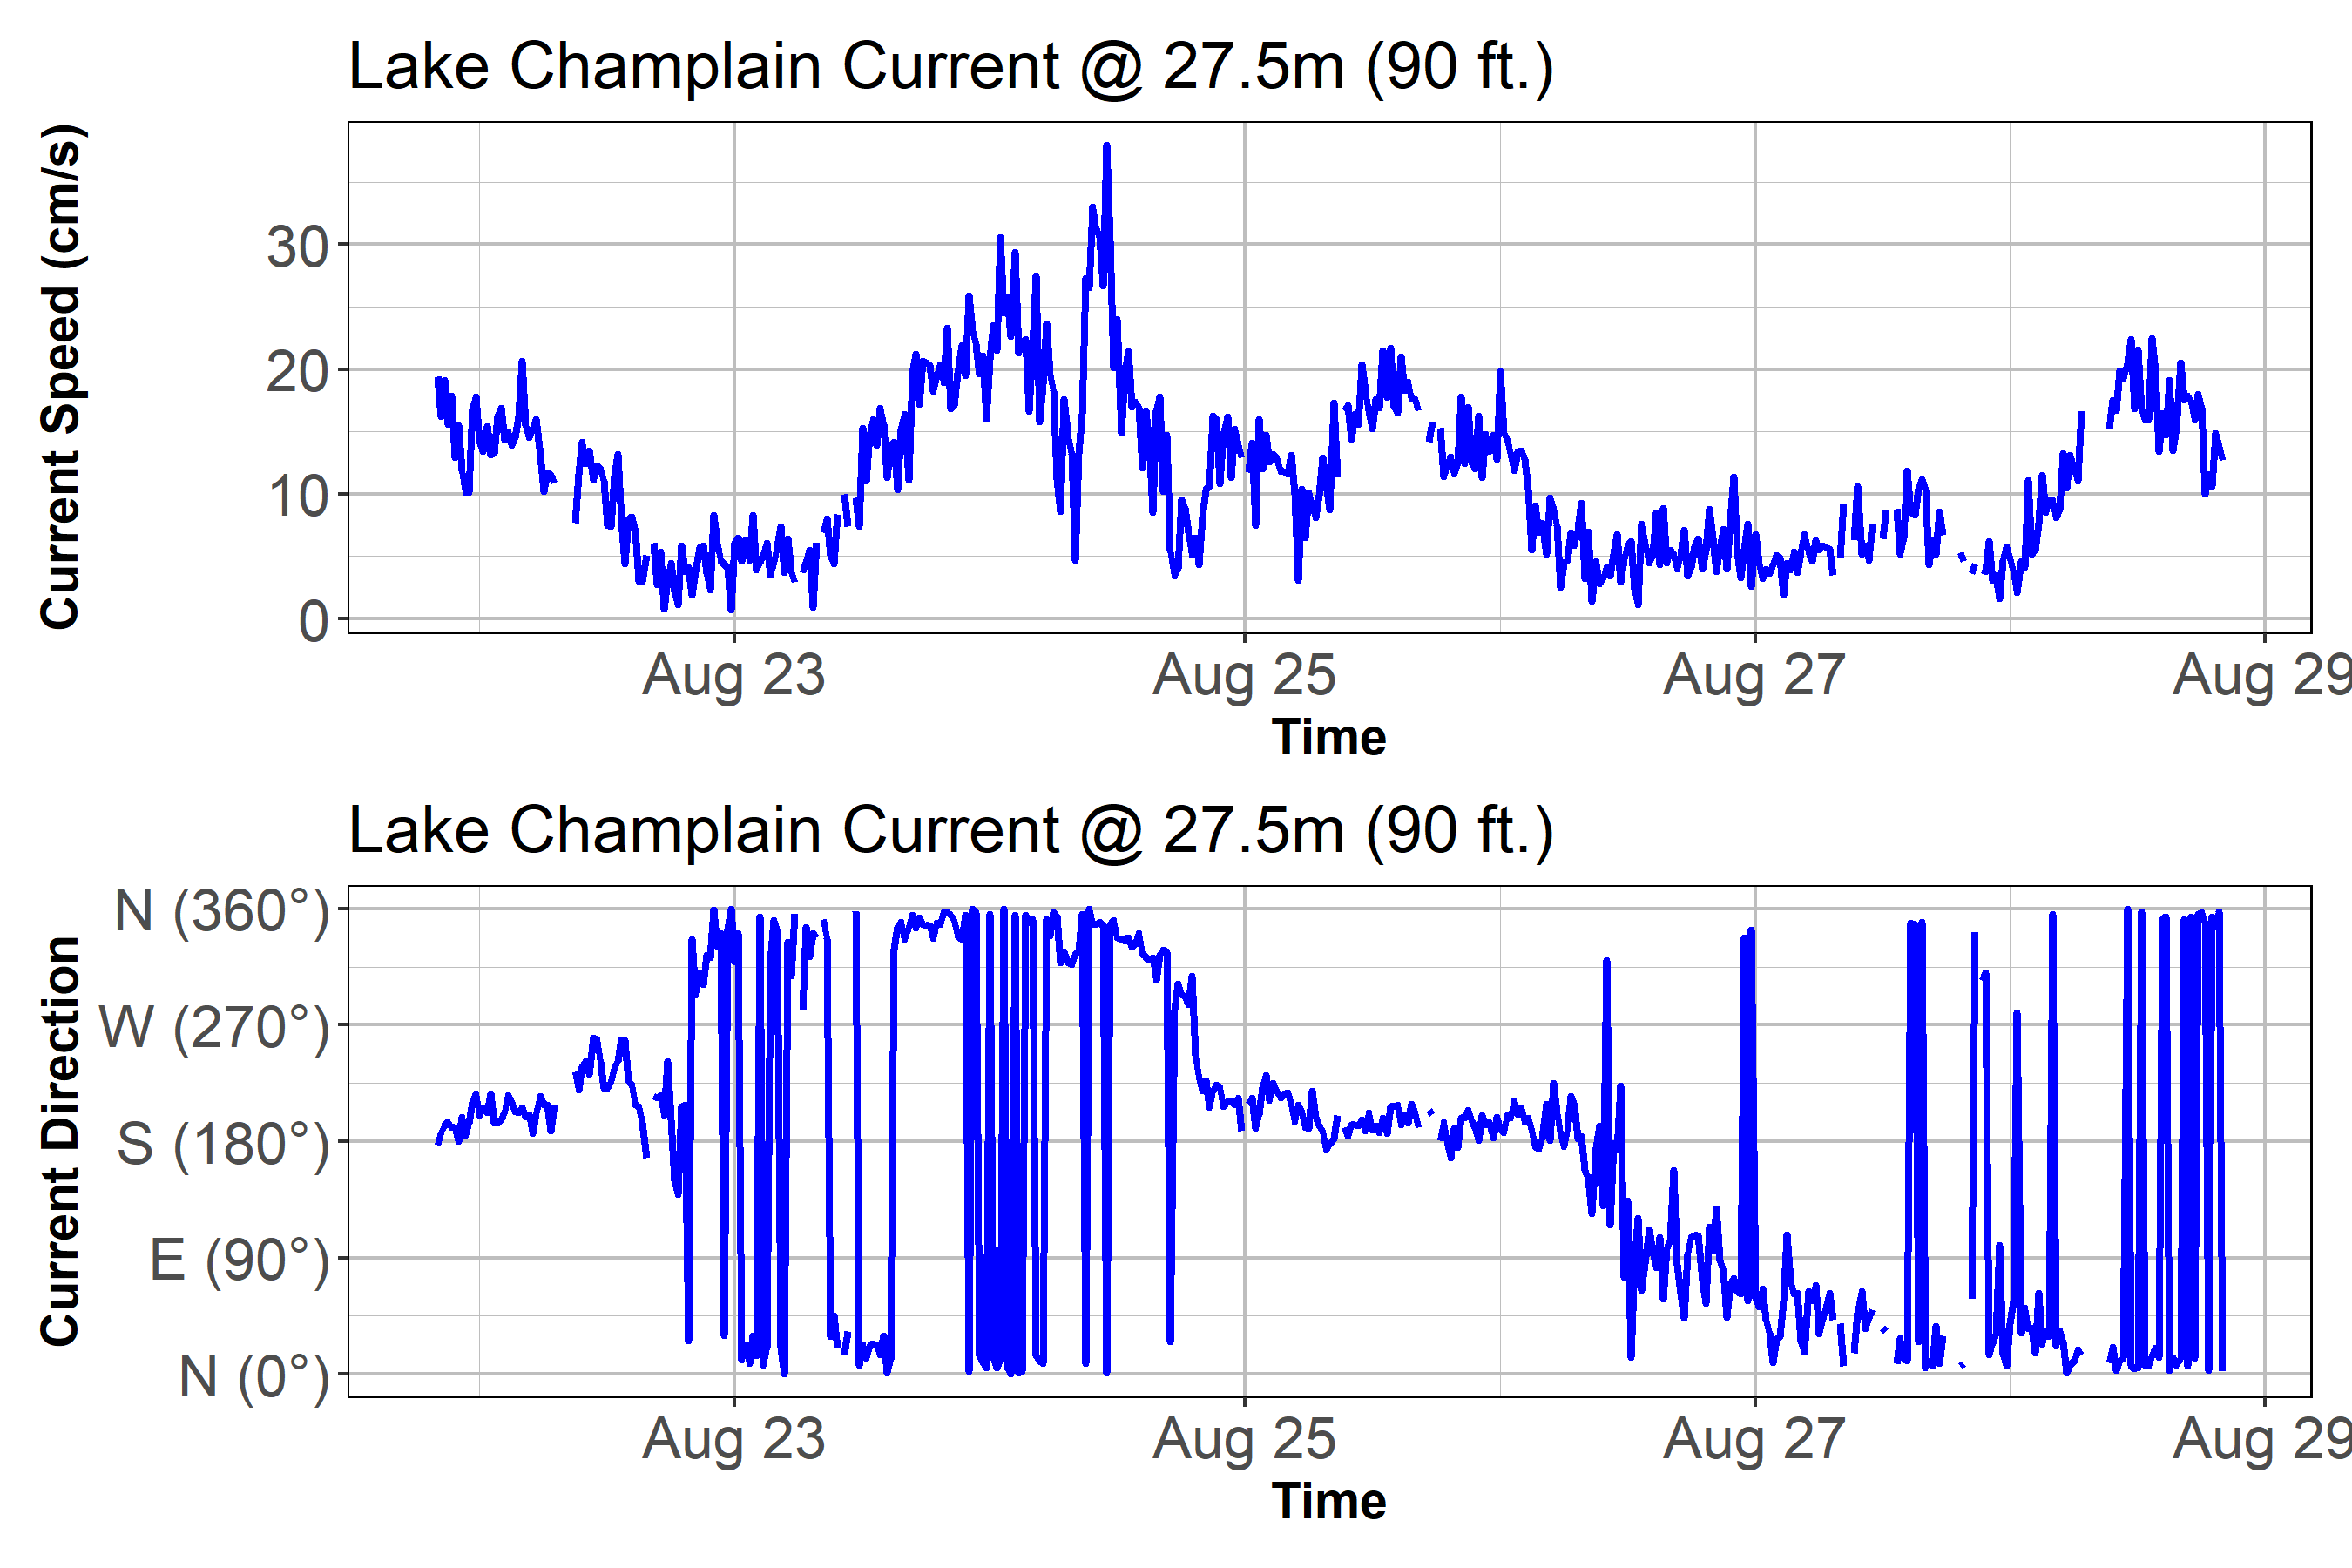 Lake Champlain Current @ 27.5m (90 ft.)
Current Speed (cm/s)
30
20
10
0
Aug 23 Aug 25 Aug 27 Aug 29
Time
Lake Champlain Current @ 27.5m (90 ft.)
Current Direction
N (360°)
W (270°)
S (180°)
E (90°)
N (0°)
Aug 23 Aug 25 Aug 27 Aug 29
Time